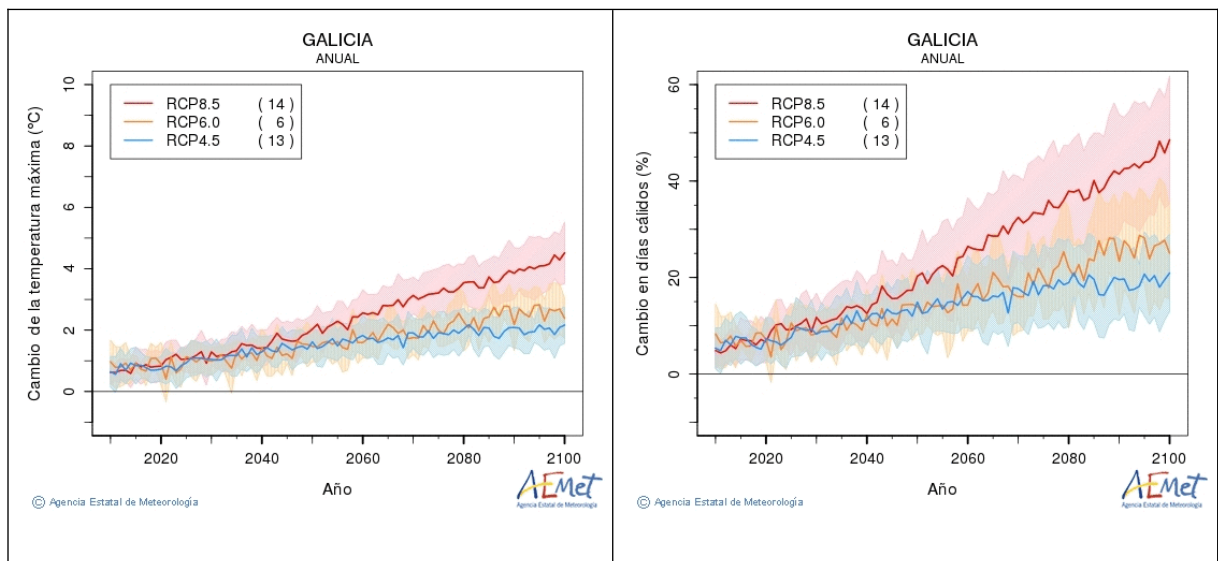 GALICIA
ANUAL
Cambio de la temperatura máxima (ºC)
10
8
6
4
2
0
RCP8.5 ( 14 )
RCP6.0 ( 6 )
RCP4.5 ( 13 )
2020 2040 2060 2080 2100
Año
© Agencia Estatal de Meteorología
AEMet
Agencia Estatal de Meteorología
GALICIA
ANUAL
Cambio en días cálidos (%)
60
40
20
0
RCP8.5 ( 14 )
RCP6.0 ( 6 )
RCP4.5 ( 13 )
2020 2040 2060 2080 2100
Año
© Agencia Estatal de Meteorología
AEMet
Agencia Estatal de Meteorología